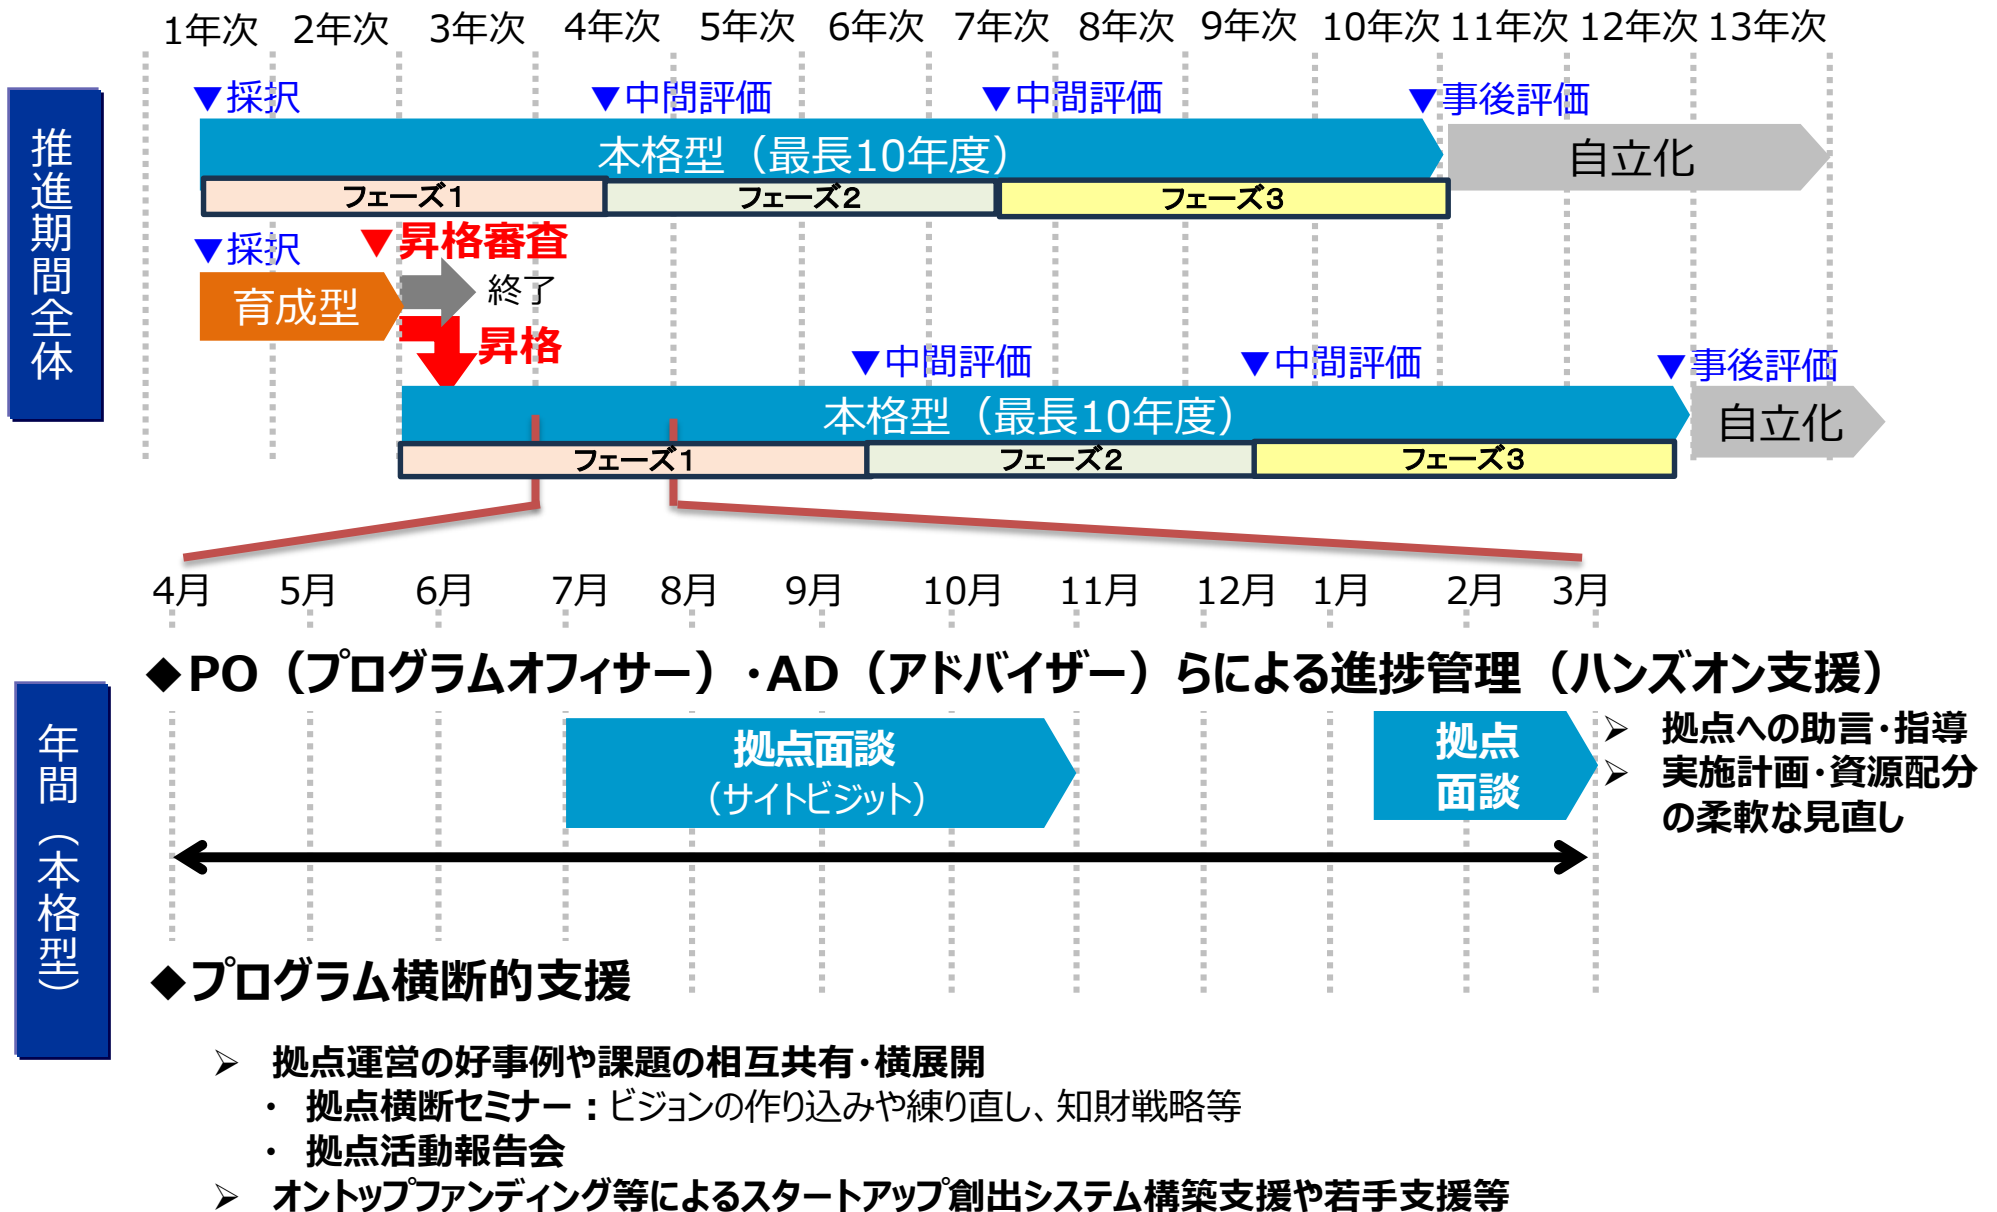 1年次 2年次 3年次 4年次 5年次 6年次 7年次 8年次 9年次 10年次 11年次 12年次 13年次
推進期間全体
▼採択 ▼中間評価 ▼中間評価 ▼事後評価
本格型（最長10年度） 自立化
フェーズ1 フェーズ2 フェーズ3
▼採択 ▼昇格審査
育成型 終了
昇格
▼中間評価 ▼中間評価 ▼事後評価
本格型（最長10年度） 自立化
フェーズ1 フェーズ2 フェーズ3
4月 5月 6月 7月 8月 9月 10月 11月 12月 1月 2月 3月
年間（本格型）
◆PO（プログラムオフィサー）・AD（アドバイザー）らによる進捗管理（ハンズオン支援）
拠点面談
（サイトビジット）
拠点
面談
➢ 拠点への助言・指導
➢ 実施計画・資源配分
の柔軟な見直し
◆プログラム横断的支援
➢ 拠点運営の好事例や課題の相互共有・横展開
・ 拠点横断セミナー：ビジョンの作り込みや練り直し、知財戦略等
・ 拠点活動報告会
➢ オントップファンディング等によるスタートアップ創出システム構築支援や若手支援等